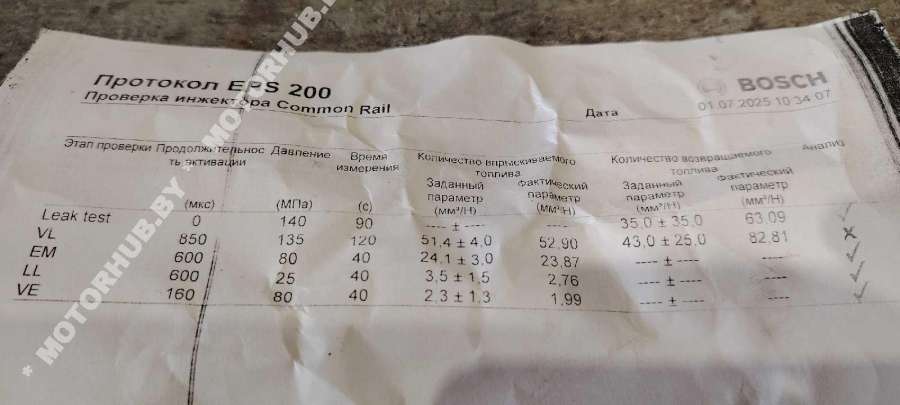 Протокол EPS 200
BOSCH
Проверка инжектора Common Rail
Дата
01.07.2025 10 34 07
Этап проверки Продолжительнос Давление Время Количество впрыскиваемого Количество возвращаемого Анализ
ть активации измерения топлива топлива
Заданный Фактический Заданный Фактический
параметр параметр параметр параметр
(мкс) (МПа) (с) (мм³/Н) (мм³/Н) (мм³/Н) (мм³/Н)
Leak test 0 140 90 ---- ± ---- 35,0 ± 35,0 63,09 ✓
VL 850 135 120 51,4 ± 4,0 52,90 43,0 ± 25,0 82,81 x
EM 600 80 40 24,1 ± 3,0 23,87 ---- ± ---- ---- ✓
LL 600 25 40 3,5 ± 1,5 2,76 ---- ± ---- ---- ✓
VE 160 80 40 2,3 ± 1,3 1,99 ---- ± ---- ---- ✓
* MOTORHUB.BY * MOTORHUB.BY